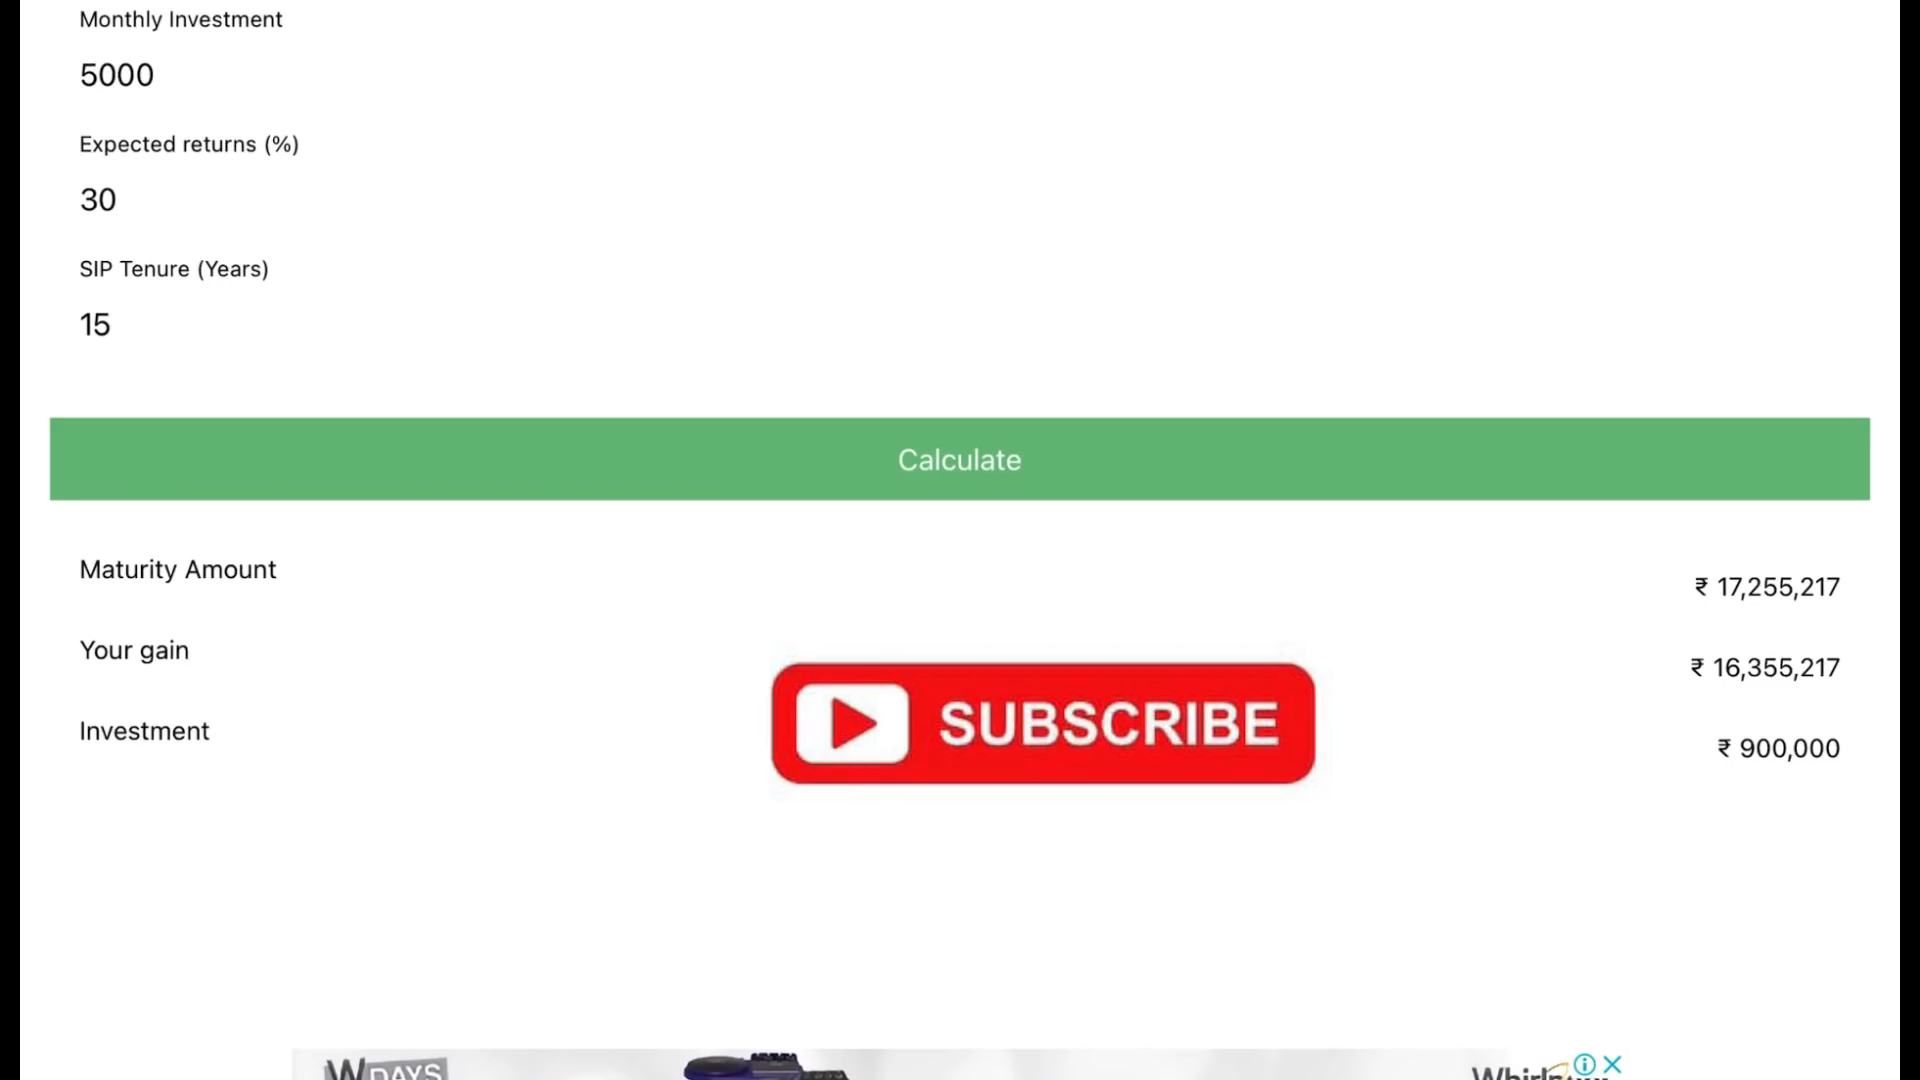 Monthly Investment
5000
Expected returns (%)
30
SIP Tenure (Years)
15
Calculate
Maturity Amount
₹ 17,255,217
Your gain
₹ 16,355,217
SUBSCRIBE
Investment
₹ 900,000
W DAYS